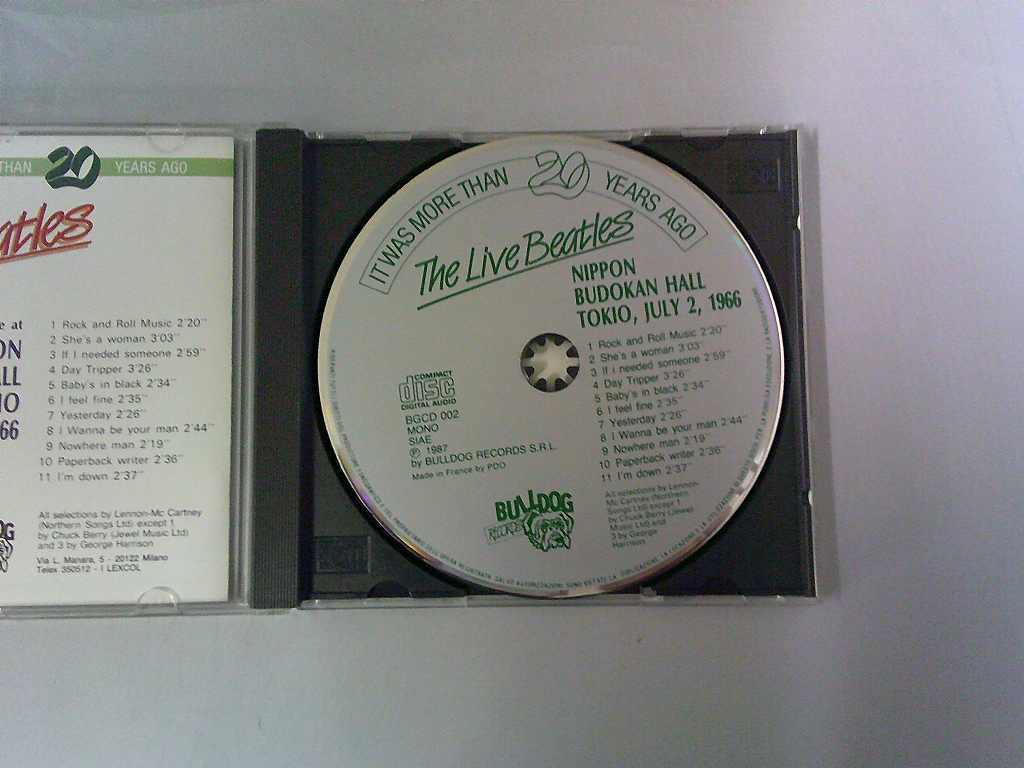 THAN 20 YEARS AGO
atles
e at
ON
ALL
IO
66
1 Rock and Roll Music 2'20''
2 She's a woman 3'03''
3 If I needed someone 2'59''
4 Day Tripper 3'26''
5 Baby's in black 2'34''
6 I feel fine 2'35''
7 Yesterday 2'26''
8 I Wanna be your man 2'44''
9 Nowhere man 2'19''
10 Paperback writer 2'36''
11 I'm down 2'37''
All selections by Lennon-Mc Cartney
(Northern Songs Ltd) except 1
by Chuck Berry (Jewel Music Ltd)
and 3 by George Harrison
Via L. Manara, 5 - 20122 Milano
Telex 350512 - I LEXCOL
IT WAS MORE THAN 20 YEARS AGO
The Live Beatles
NIPPON
BUDOKAN HALL
TOKIO, JULY 2, 1966
1 Rock and Roll Music 2'20''
2 She's a woman 3'03''
3 If i needed someone 2'59''
4 Day Tripper 3'26''
5 Baby's in black 2'34''
6 I feel fine 2'35''
7 Yesterday 2'26''
8 I Wanna be your man 2'44''
9 Nowhere man 2'19''
10 Paperback writer 2'36''
11 I'm down 2'37''
All selections by Lennon-
Mc Cartney (Northern
Songs Ltd) except 1
by Chuck Berry (Jewel
Music Ltd) and
3 by George
Harrison
COMPACT
disc
DIGITAL AUDIO
BGCD 002
MONO
SIAE
℗ 1987
by BULLDOG RECORDS S.R.L.
Made in France by PDO
BULLDOG
RECORDS